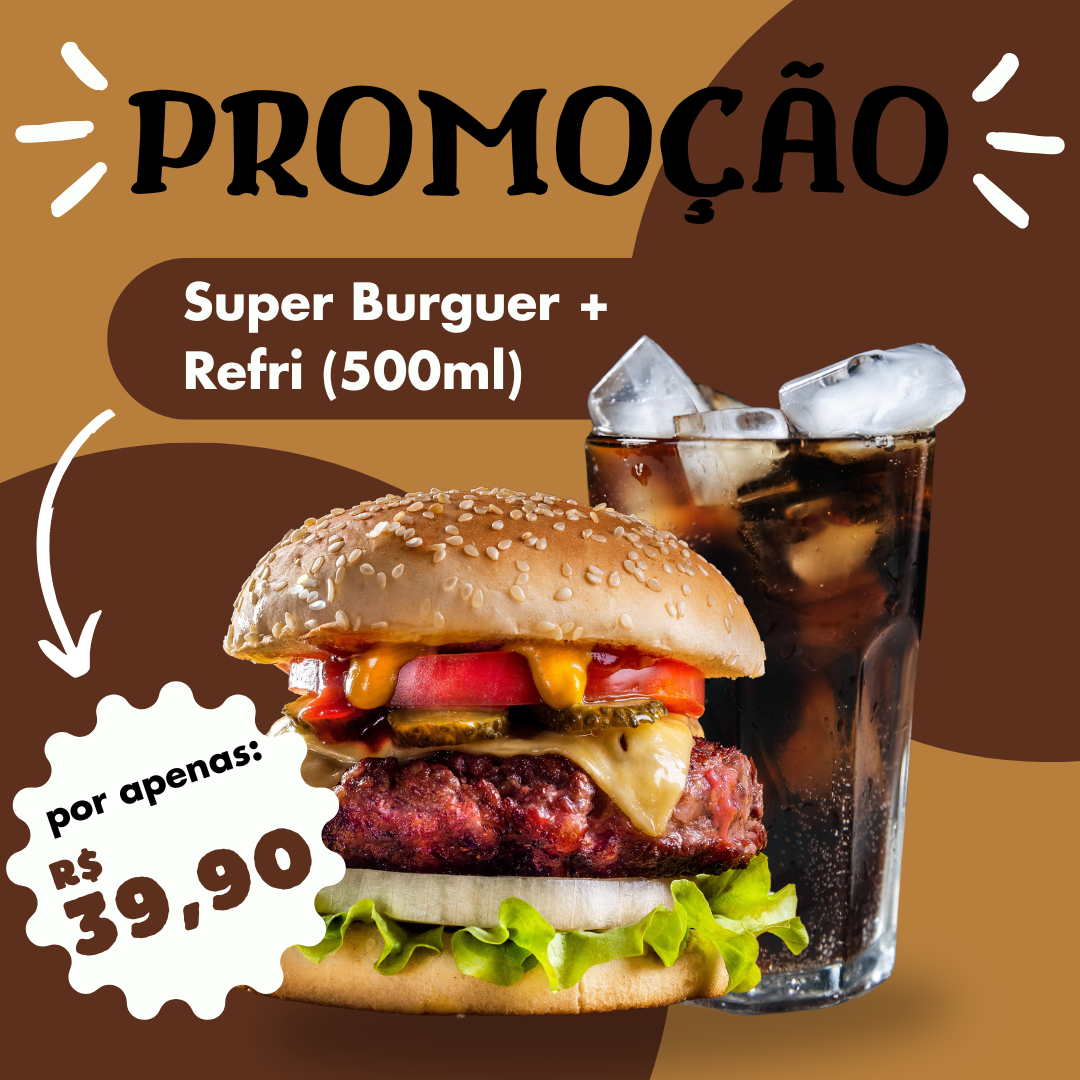 PROMOÇÃO
Super Burguer +
Refri (500ml)
por apenas:
R$
39,90